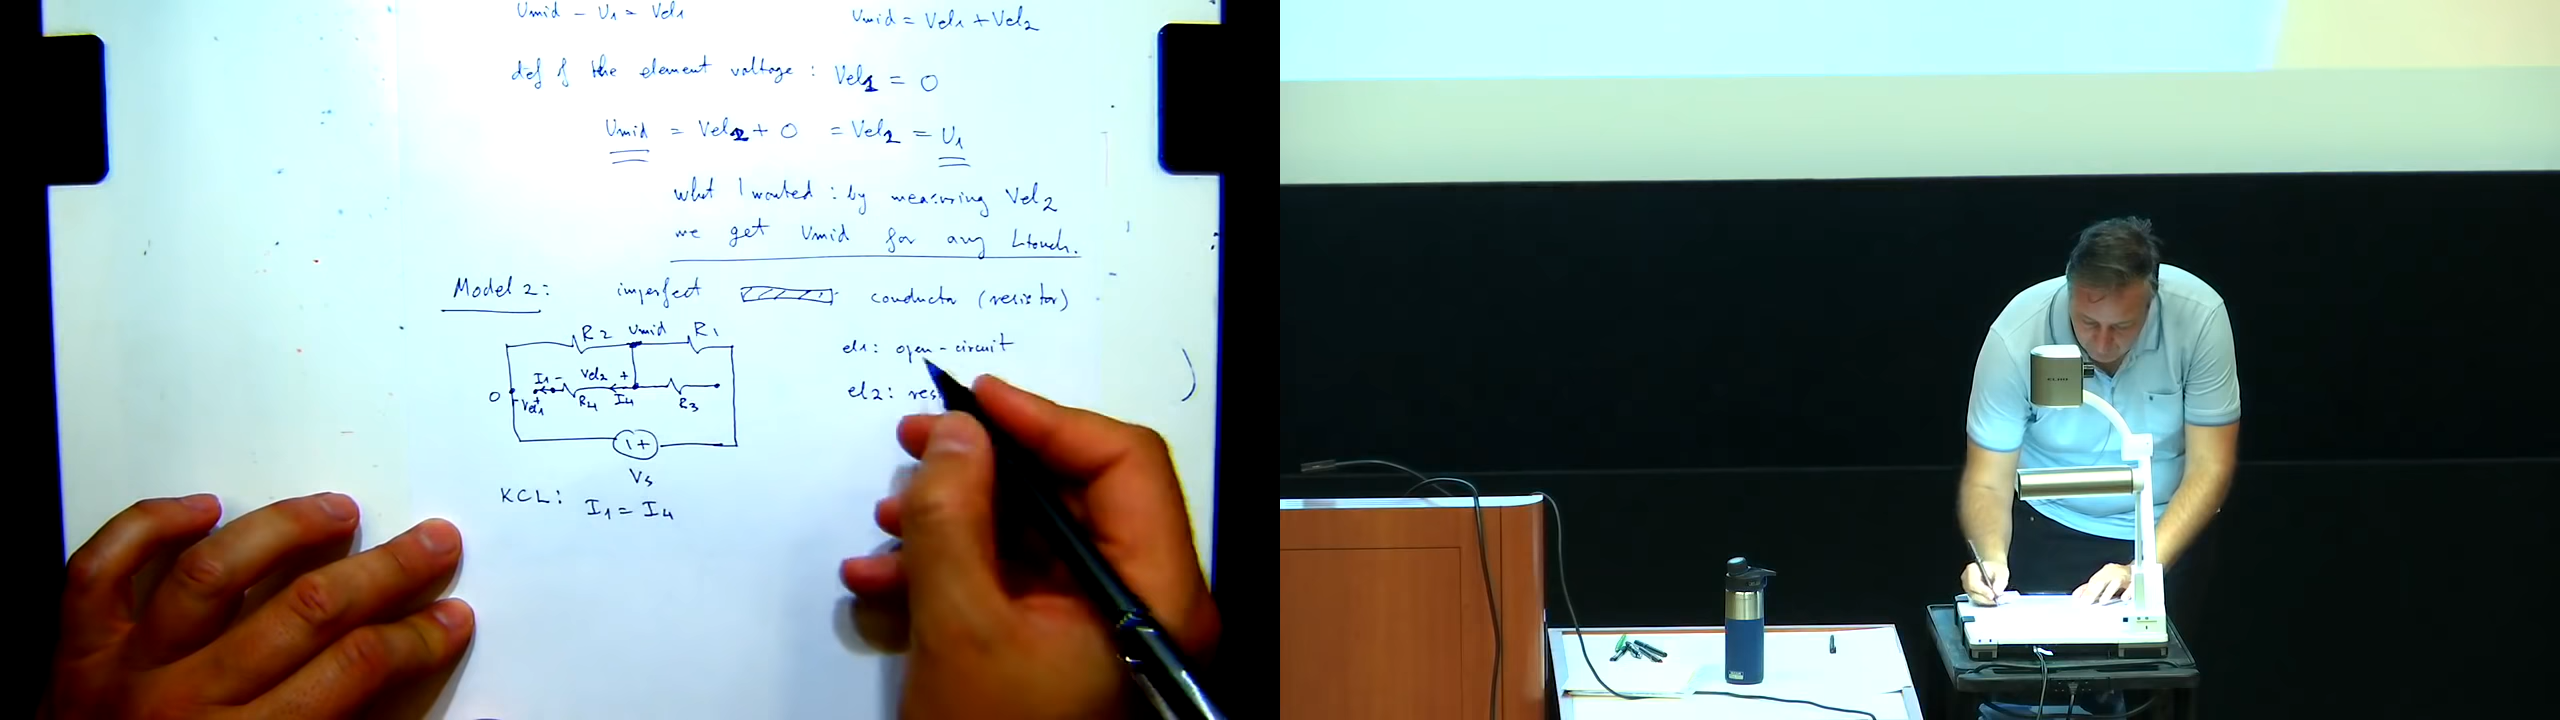 Umid - U1 = Vel1
Umid = Vel1 + Vel2
def of the element voltage : Vel1 = 0
Umid = Vel2 + 0 = Vel2 = U1
what I wanted : by measuring Vel2
we get Umid for any Ltouch.
Model 2: imperfect conductor (resistor)
R2 Umid R1
el1: open-circuit
I1 - Vel2 +
0 - Vel1 + R4 I4 R3
el2:
- +
Vs
KCL: I1 = I4